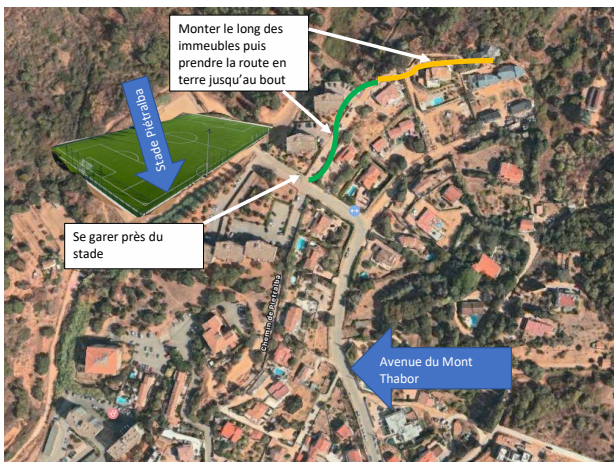 Monter le long des
immeubles puis
prendre la route en
terre jusqu'au bout
Stade Piétralba
Se garer près du
stade
Chemin de Pietralba
Avenue du Mont
Thabor